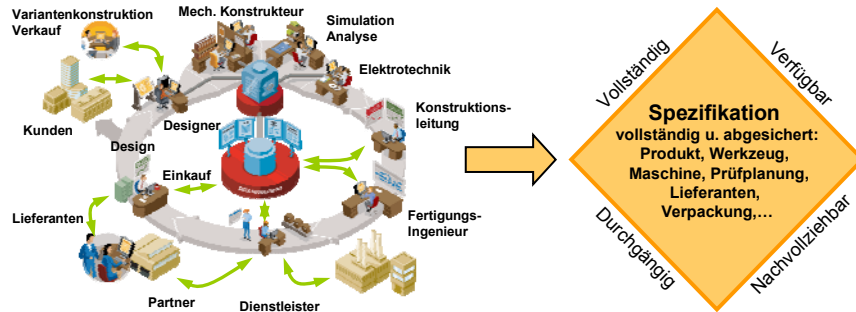 Variantenkonstruktion
Verkauf
Mech. Konstrukteur
Simulation
Analyse
Elektrotechnik
Konstruktions-
leitung
Kunden
Designer
Design
Einkauf
Lieferanten
Fertigungs-
Ingenieur
Partner
Dienstleister
Vollständig
Verfügbar
Spezifikation
vollständig u. abgesichert:
Produkt, Werkzeug,
Maschine, Prüfplanung,
Lieferanten,
Verpackung,...
Durchgängig
Nachvollziehbar